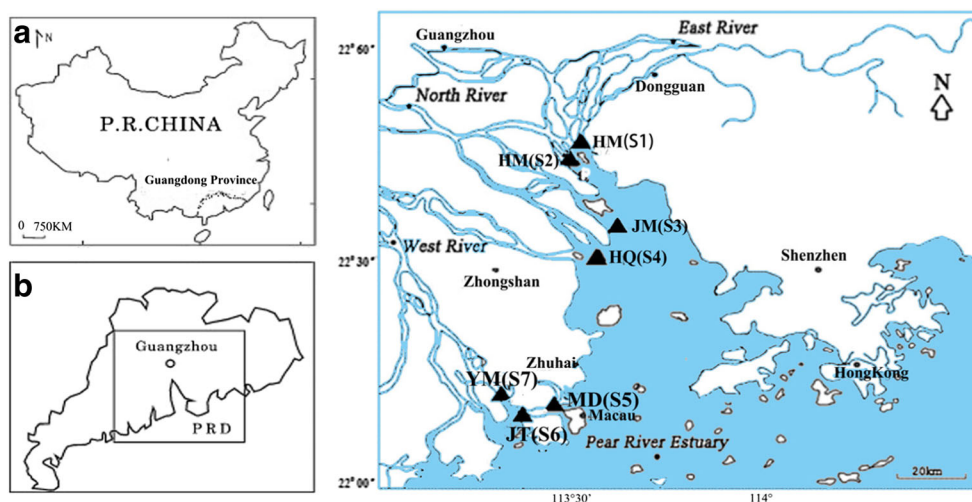 a
N
P.R.CHINA
Guangdong Province
0 750KM
b
Guangzhou
PRD
22° 60'
Guangzhou
East River
Dongguan
North River
N
HM(S1)
HM(S2)
JM(S3)
West River
HQ(S4)
22° 30'
Zhongshan
Shenzhen
Zhuhai
HongKong
YM(S7)
MD(S5)
Macau
JT(S6)
Pear River Estuary
20km
22° 00'
113°30'
114°